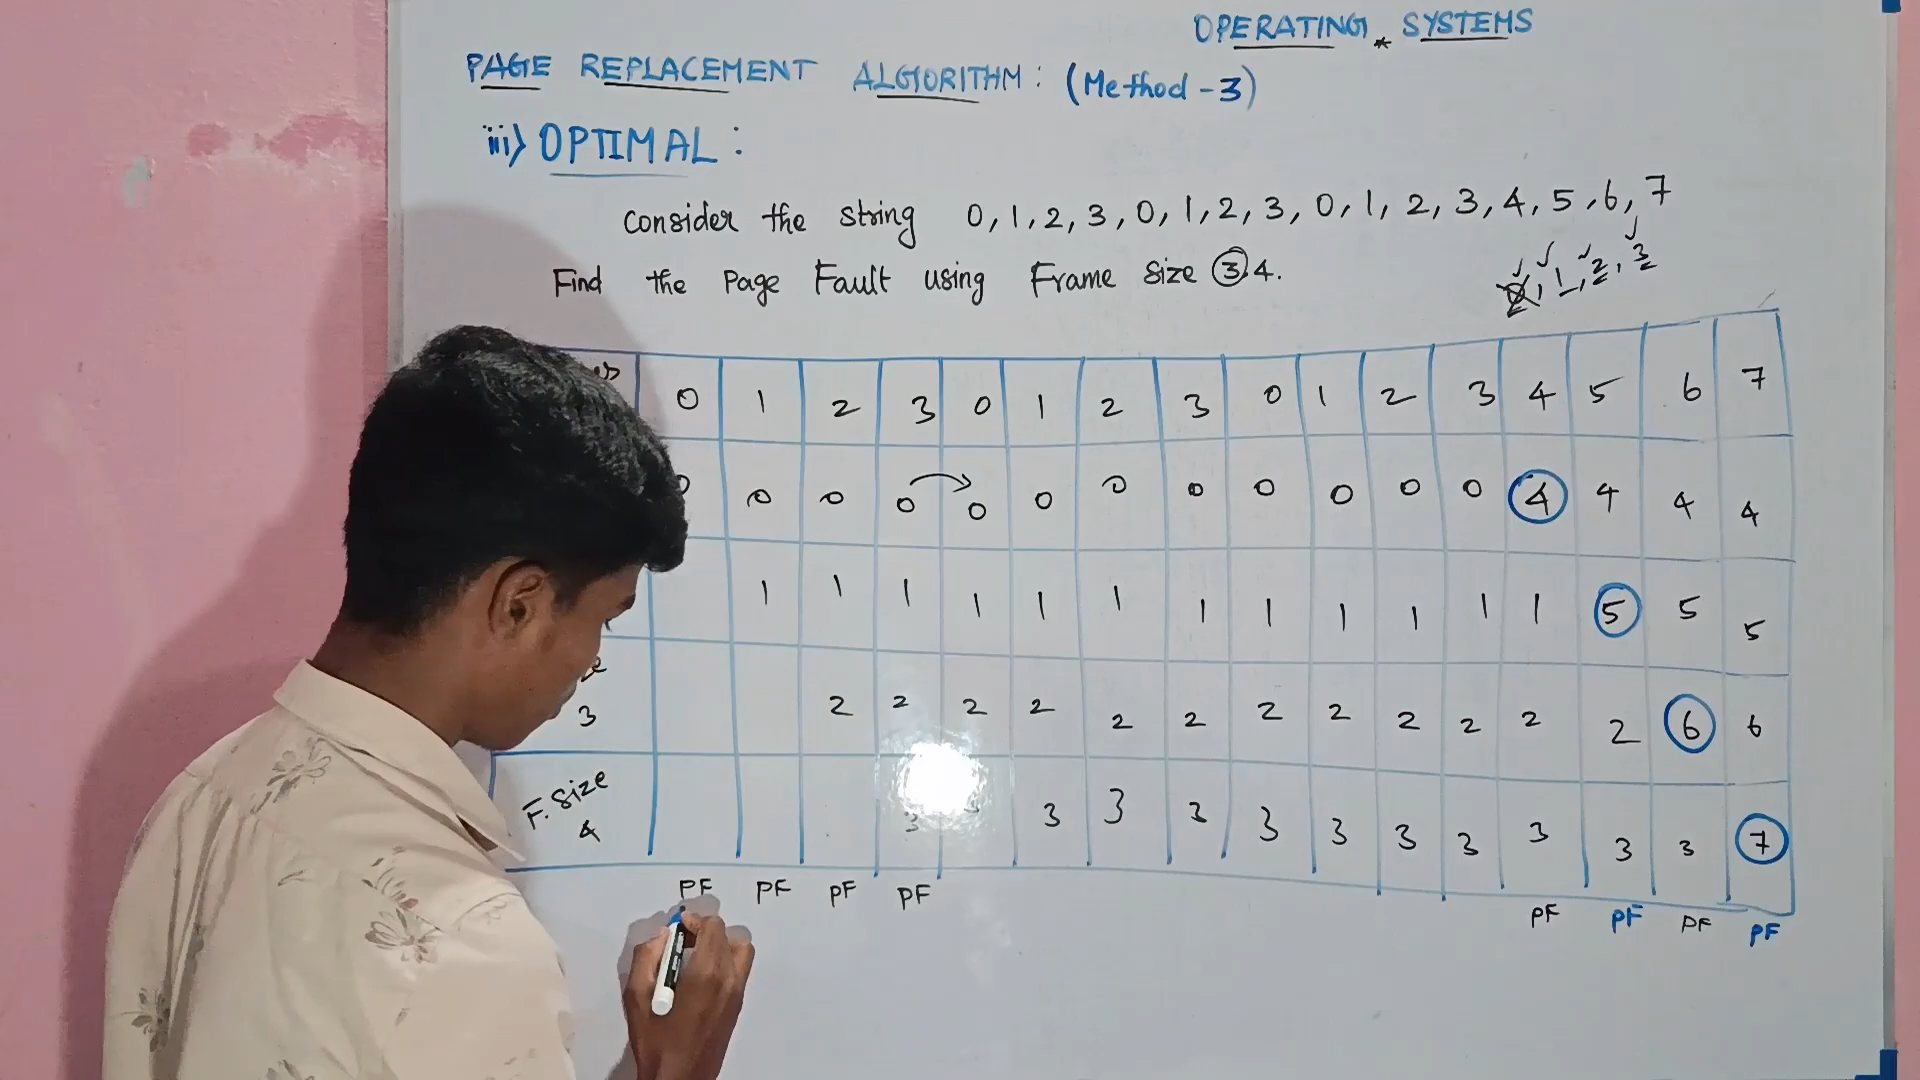 OPERATING SYSTEMS
PAGE REPLACEMENT ALGORITHM: (Method-3)
iii) OPTIMAL:
Consider the string 0, 1, 2, 3, 0, 1, 2, 3, 0, 1, 2, 3, 4, 5, 6, 7
Find the Page Fault using Frame Size 3, 4.
0, 1, 2, 3
0 1 2 3 0 1 2 3 0 1 2 3 4 5 6 7
0 0 0 0 0 0 0 0 0 0 0 0 4 4 4 4
1 1 1 1 1 1 1 1 1 1 1 1 5 5 5
3 2 2 2 2 2 2 2 2 2 2 2 2 6 6
F. Size 4 3 3 3 3 3 3 3 3 3 3 3 3 7
PF PF PF PF PF PF PF PF